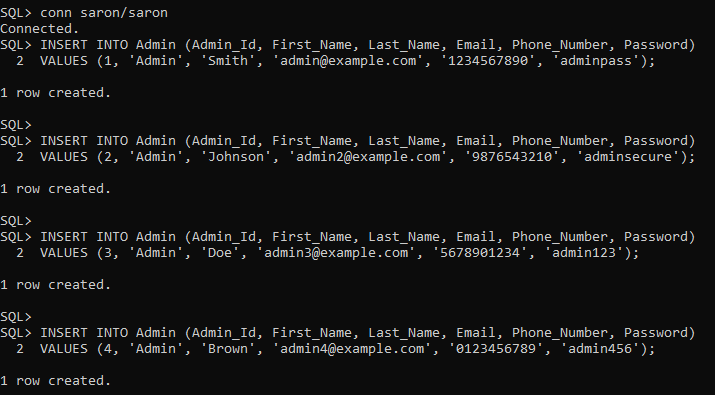 SQL> conn saron/saron
Connected.
SQL> INSERT INTO Admin (Admin_Id, First_Name, Last_Name, Email, Phone_Number, Password)
  2  VALUES (1, 'Admin', 'Smith', 'admin@example.com', '1234567890', 'adminpass');
1 row created.
SQL>
SQL> INSERT INTO Admin (Admin_Id, First_Name, Last_Name, Email, Phone_Number, Password)
  2  VALUES (2, 'Admin', 'Johnson', 'admin2@example.com', '9876543210', 'adminsecure');
1 row created.
SQL>
SQL> INSERT INTO Admin (Admin_Id, First_Name, Last_Name, Email, Phone_Number, Password)
  2  VALUES (3, 'Admin', 'Doe', 'admin3@example.com', '5678901234', 'admin123');
1 row created.
SQL>
SQL> INSERT INTO Admin (Admin_Id, First_Name, Last_Name, Email, Phone_Number, Password)
  2  VALUES (4, 'Admin', 'Brown', 'admin4@example.com', '0123456789', 'admin456');
1 row created.